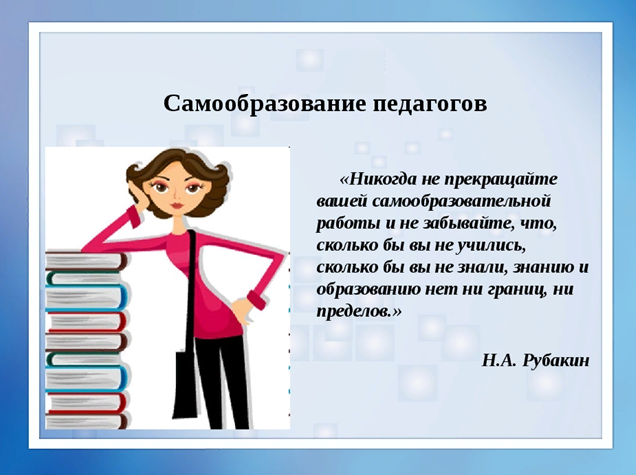 Самообразование педагогов
«Никогда не прекращайте
вашей самообразовательной
работы и не забывайте, что,
сколько бы вы не учились,
сколько бы вы не знали, знанию и
образованию нет ни границ, ни
пределов.»
Н.А. Рубакин